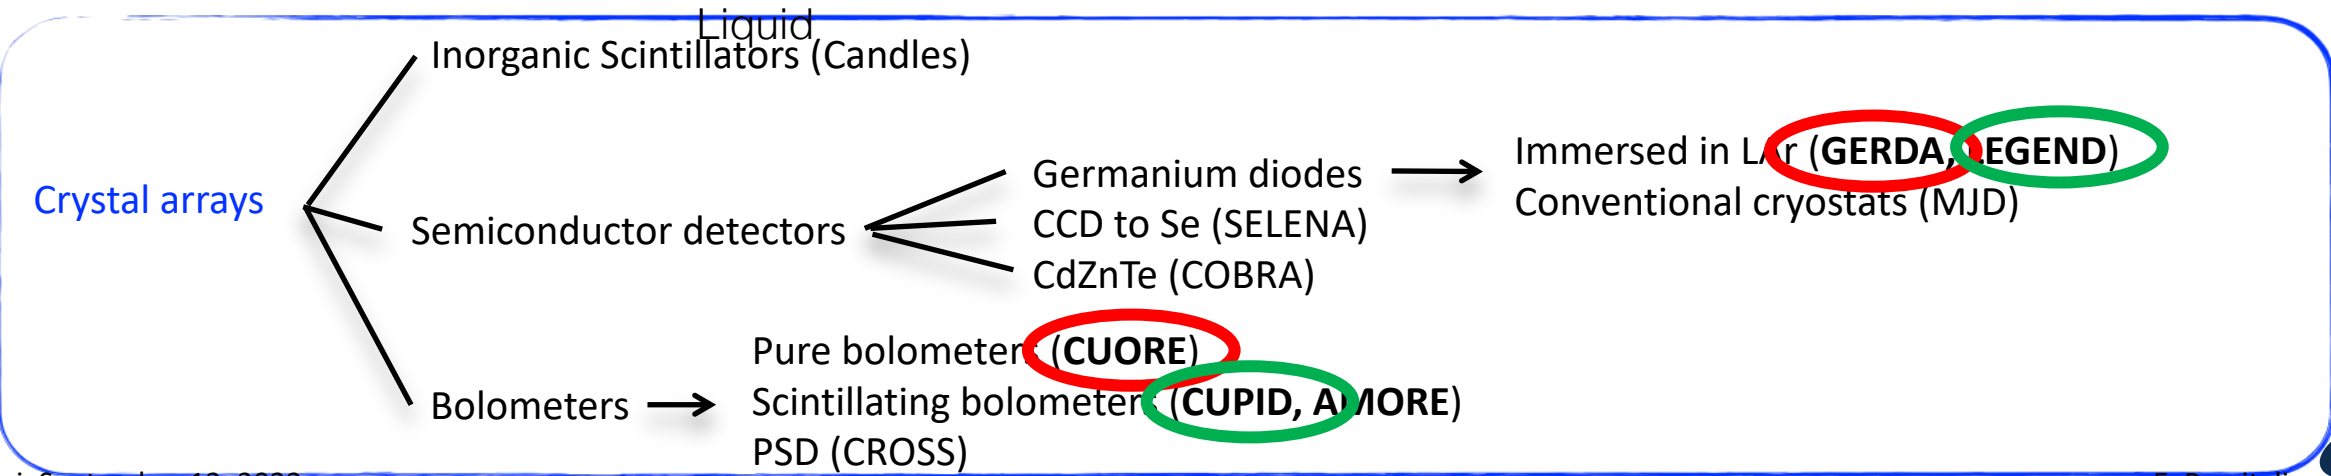 Liquid
Inorganic Scintillators (Candles)
Crystal arrays
Semiconductor detectors
Germanium diodes
CCD to Se (SELENA)
CdZnTe (COBRA)
Immersed in LAr (GERDA, LEGEND)
Conventional cryostats (MJD)
Bolometers
Pure bolometers (CUORE)
Scintillating bolometers (CUPID, AMORE)
PSD (CROSS)